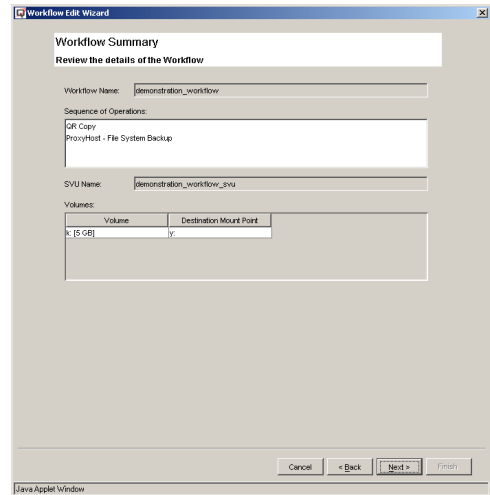 Workflow Edit Wizard
Workflow Summary
Review the details of the Workflow
Workflow Name: demonstration_workflow
Sequence of Operations:
QR Copy
ProxyHost - File System Backup
SVU Name: demonstration_workflow_svu
Volumes:
Volume Destination Mount Point
k: [5 GB] y:
Cancel < Back Next > Finish
Java Applet Window